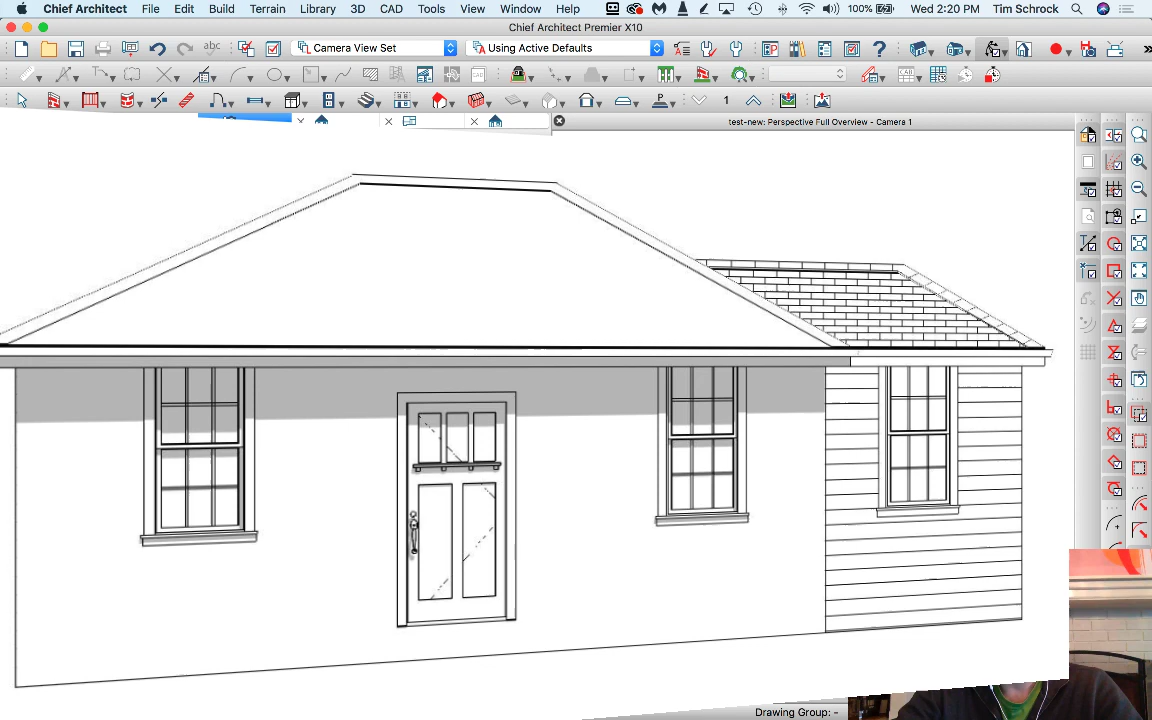 Chief Architect File Edit Build Terrain Library 3D CAD Tools View Window Help 100% Wed 2:20 PM Tim Schrock
Chief Architect Premier X10
abc Camera View Set Using Active Defaults
1
test-new: Perspective Full Overview - Camera 1
Drawing Group: -